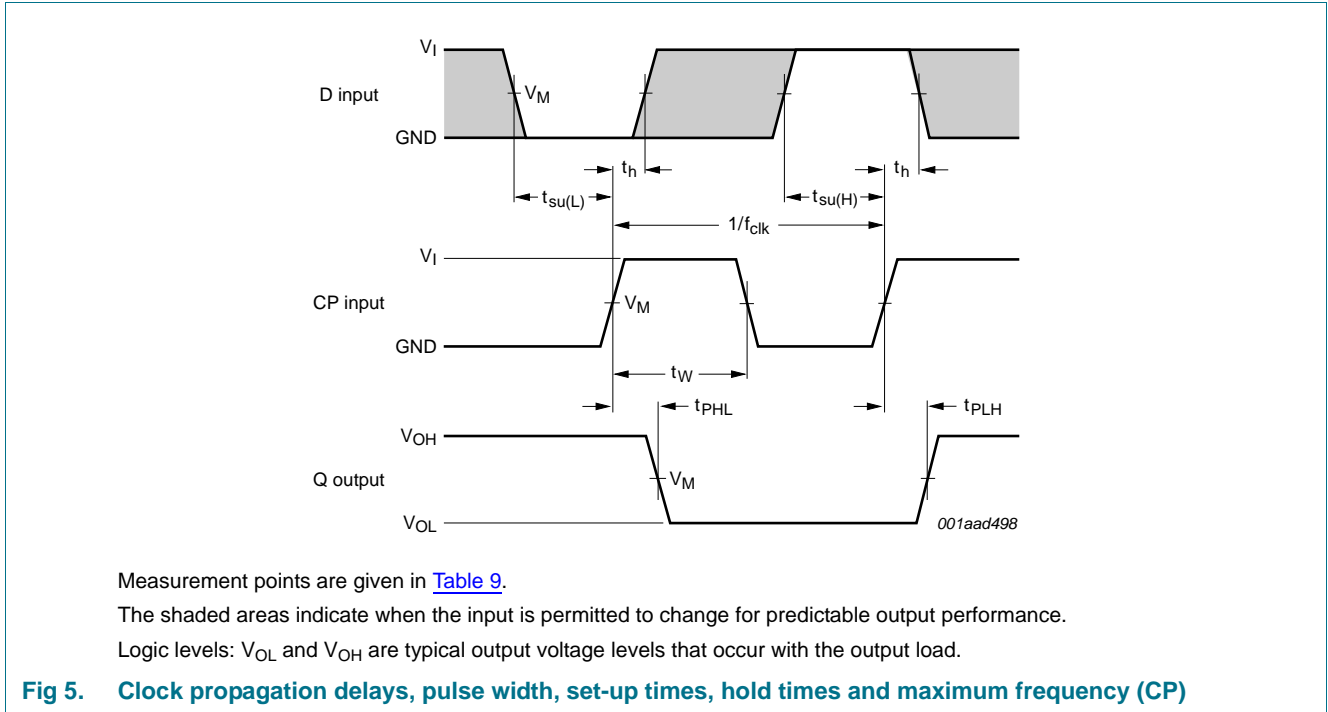 VI
D input
VM
GND
th
th
tsu(L)
tsu(H)
1/fclk
VI
CP input
VM
GND
tW
tPHL
tPLH
VOH
Q output
VM
VOL
001aad498
Measurement points are given in Table 9.
The shaded areas indicate when the input is permitted to change for predictable output performance.
Logic levels: VOL and VOH are typical output voltage levels that occur with the output load.
Fig 5. Clock propagation delays, pulse width, set-up times, hold times and maximum frequency (CP)